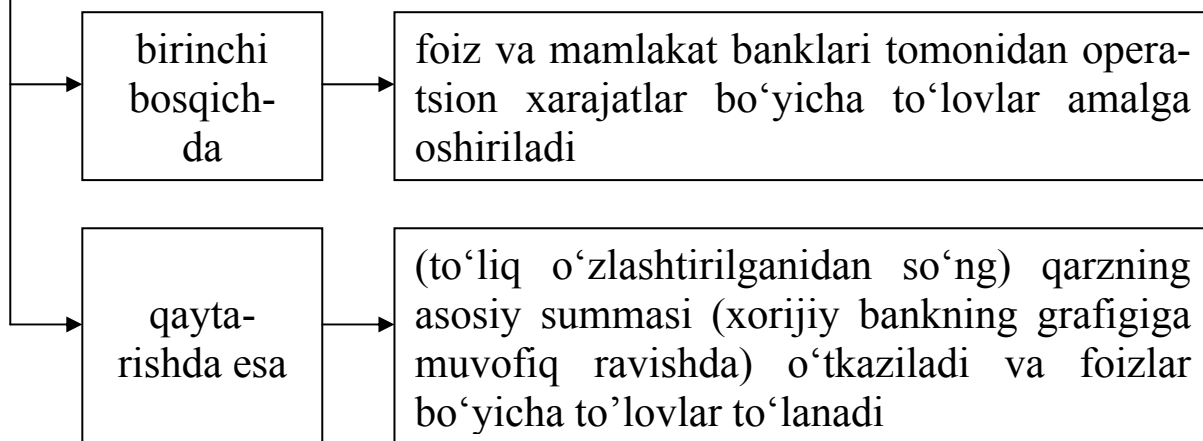 birinchi
bosqich-
da
foiz va mamlakat banklari tomonidan opera-
tsion xarajatlar bo‘yicha to‘lovlar amalga
oshiriladi
qayta-
rishda esa
(to‘liq o‘zlashtirilganidan so‘ng) qarzning
asosiy summasi (xorijiy bankning grafigiga
muvofiq ravishda) o‘tkaziladi va foizlar
bo‘yicha to’lovlar to‘lanadi